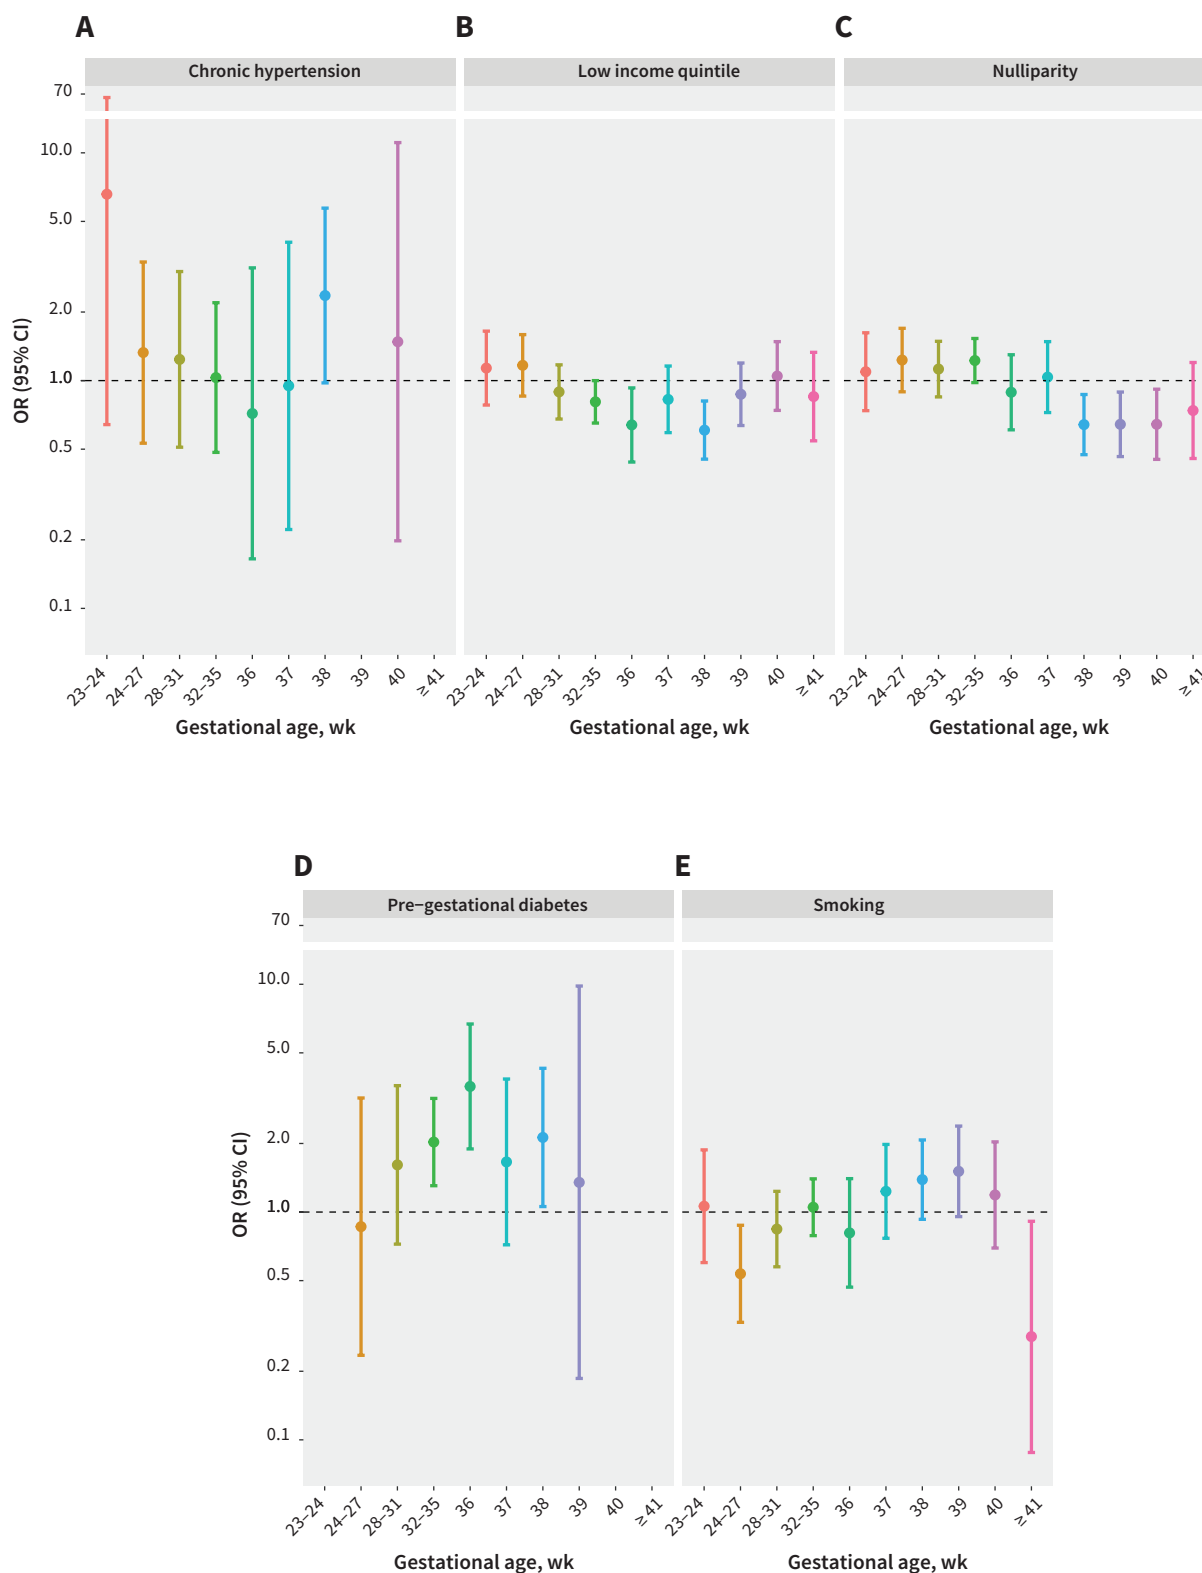 A B C
Chronic hypertension Low income quintile Nulliparity
70
10.0
5.0
2.0
1.0
0.5
0.2
0.1
OR (95% CI)
23–24 24–27 28–31 32–35 36 37 38 39 40 ≥ 41 23–24 24–27 28–31 32–35 36 37 38 39 40 ≥ 41 23–24 24–27 28–31 32–35 36 37 38 39 40 ≥ 41
Gestational age, wk Gestational age, wk Gestational age, wk
D E
Pre−gestational diabetes Smoking
70
10.0
5.0
2.0
1.0
0.5
0.2
0.1
OR (95% CI)
23–24 24–27 28–31 32–35 36 37 38 39 40 ≥ 41 23–24 24–27 28–31 32–35 36 37 38 39 40 ≥ 41
Gestational age, wk Gestational age, wk